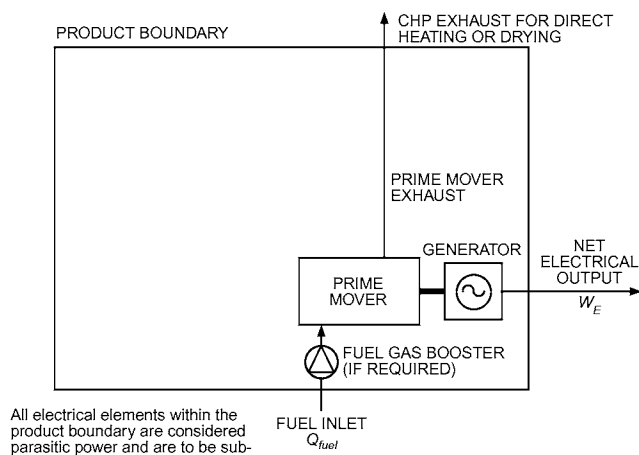 CHP EXHAUST FOR DIRECT
HEATING OR DRYING
PRODUCT BOUNDARY
PRIME MOVER
EXHAUST
GENERATOR
NET
ELECTRICAL
OUTPUT
W_E
PRIME
MOVER
FUEL GAS BOOSTER
(IF REQUIRED)
FUEL INLET
Q_fuel
All electrical elements within the
product boundary are considered
parasitic power and are to be sub-